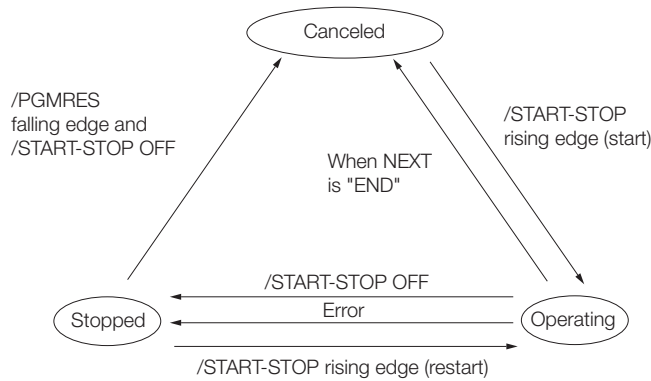 Canceled
/PGMRES
falling edge and
/START-STOP OFF
/START-STOP
rising edge (start)
When NEXT
is "END"
/START-STOP OFF
Error
Stopped
Operating
/START-STOP rising edge (restart)